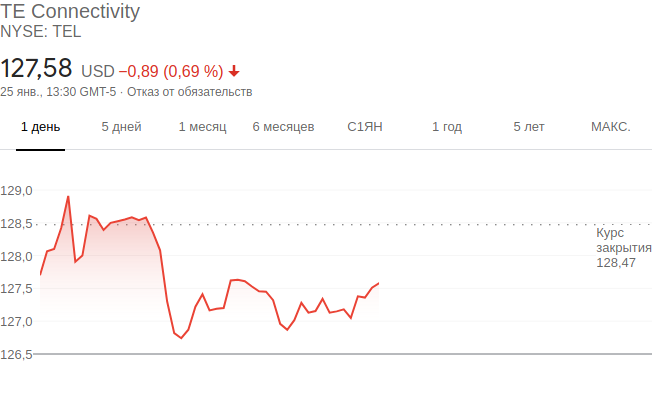 TE Connectivity
NYSE: TEL
127,58 USD −0,89 (0,69 %)
25 янв., 13:30 GMT-5 · Отказ от обязательств
1 день 5 дней 1 месяц 6 месяцев С1ЯН 1 год 5 лет МАКС.
129,0
128,5
Курс
закрытия
128,47
128,0
127,5
127,0
126,5